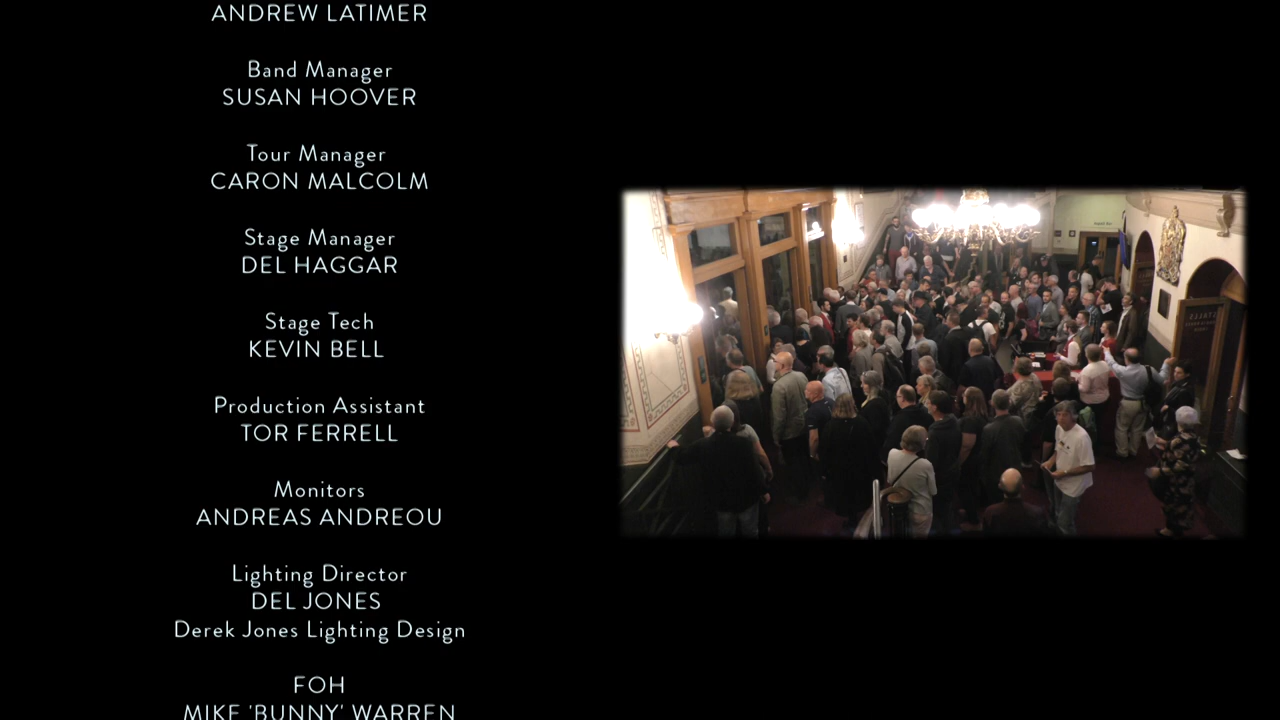 ANDREW LATIMER
Band Manager
SUSAN HOOVER
Tour Manager
CARON MALCOLM
Stage Manager
DEL HAGGAR
Stage Tech
KEVIN BELL
Production Assistant
TOR FERRELL
Monitors
ANDREAS ANDREOU
Lighting Director
DEL JONES
Derek Jones Lighting Design
FOH
MIKE 'BUNNY' WARREN